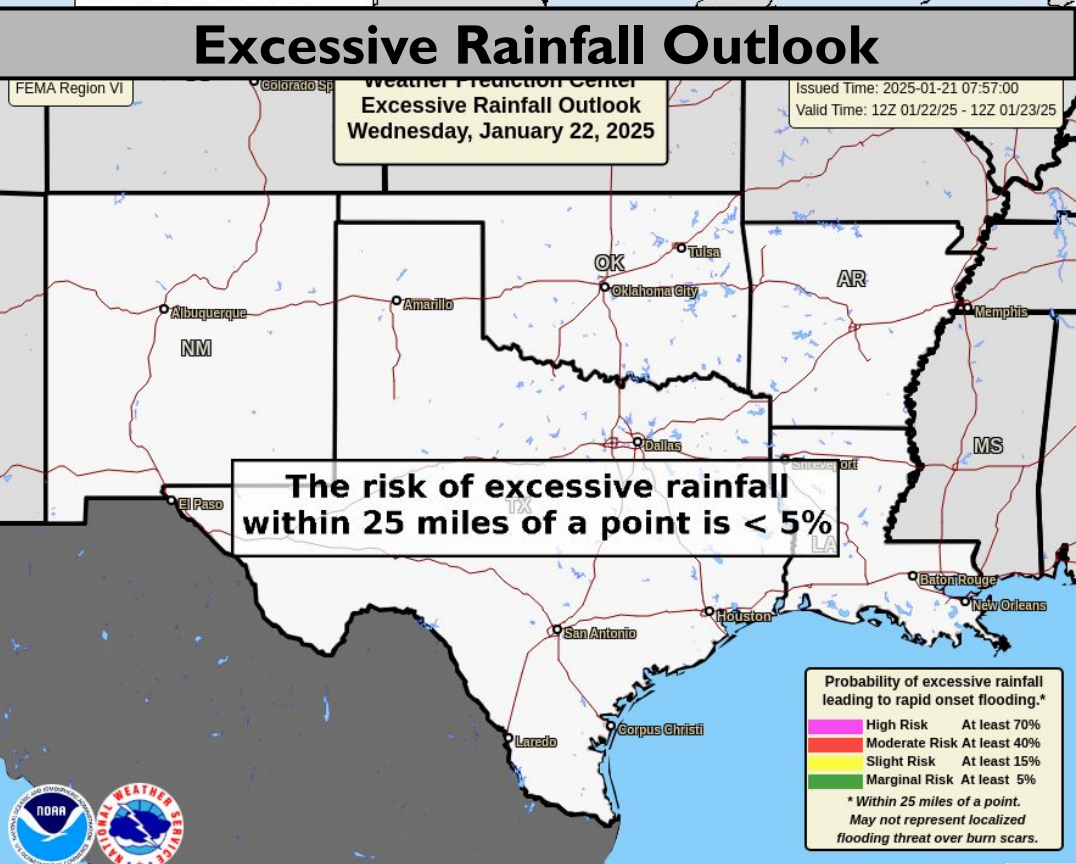 Excessive Rainfall Outlook
FEMA Region VI
Weather Prediction Center
Excessive Rainfall Outlook
Wednesday, January 22, 2025
Issued Time: 2025-01-21 07:57:00
Valid Time: 12Z 01/22/25 - 12Z 01/23/25
Colorado Sp
Tulsa
OK
Oklahoma City
AR
Albuquerque
Amarillo
Memphis
NM
Dallas
MS
Shreveport
The risk of excessive rainfall
within 25 miles of a point is < 5%
TX
El Paso
LA
Baton Rouge
New Orleans
Houston
San Antonio
Corpus Christi
Laredo
Probability of excessive rainfall
leading to rapid onset flooding.*
High Risk At least 70%
Moderate Risk At least 40%
Slight Risk At least 15%
Marginal Risk At least 5%
* Within 25 miles of a point.
May not represent localized
flooding threat over burn scars.
NOAA
NATIONAL WEATHER SERVICE